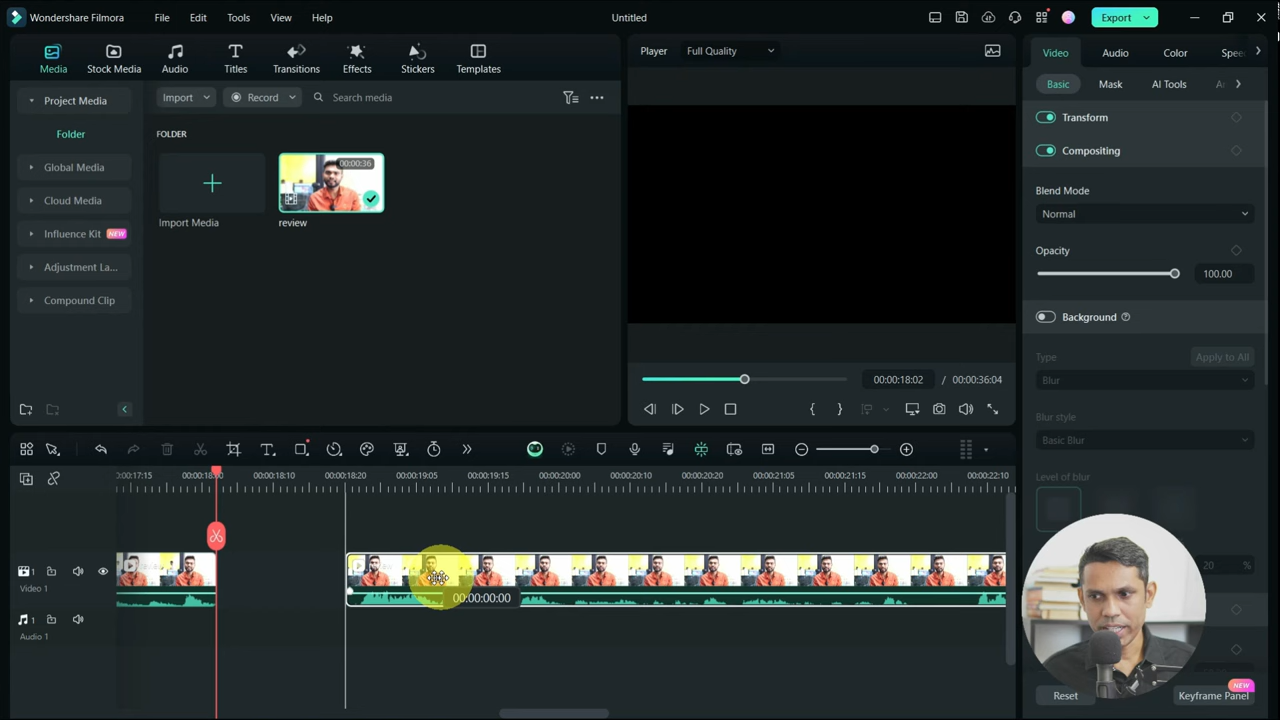 Wondershare Filmora File Edit Tools View Help Untitled Export
Media Stock Media Audio Titles Transitions Effects Stickers Templates
Player Full Quality
Video Audio Color Spee
Project Media
Import Record Search media
Basic Mask AI Tools
Folder
FOLDER
Transform
Compositing
Global Media
Cloud Media
Influence Kit NEW
Adjustment La...
Compound Clip
00:00:36
Import Media
review
Blend Mode
Normal
Opacity
100.00
Background
Type Apply to All
Blur
Blur style
Basic Blur
Level of blur
20 %
00:00:18:02 / 00:00:36:04
0:00:17:15 00:00:18:00 00:00:18:10 00:00:18:20 00:00:19:05 00:00:19:15 00:00:20:00 00:00:20:10 00:00:20:20 00:00:21:05 00:00:21:15 00:00:22:00 00:00:22:10
1
Video 1
00:00:00:00
1
Audio 1
Reset Keyframe Panel NEW